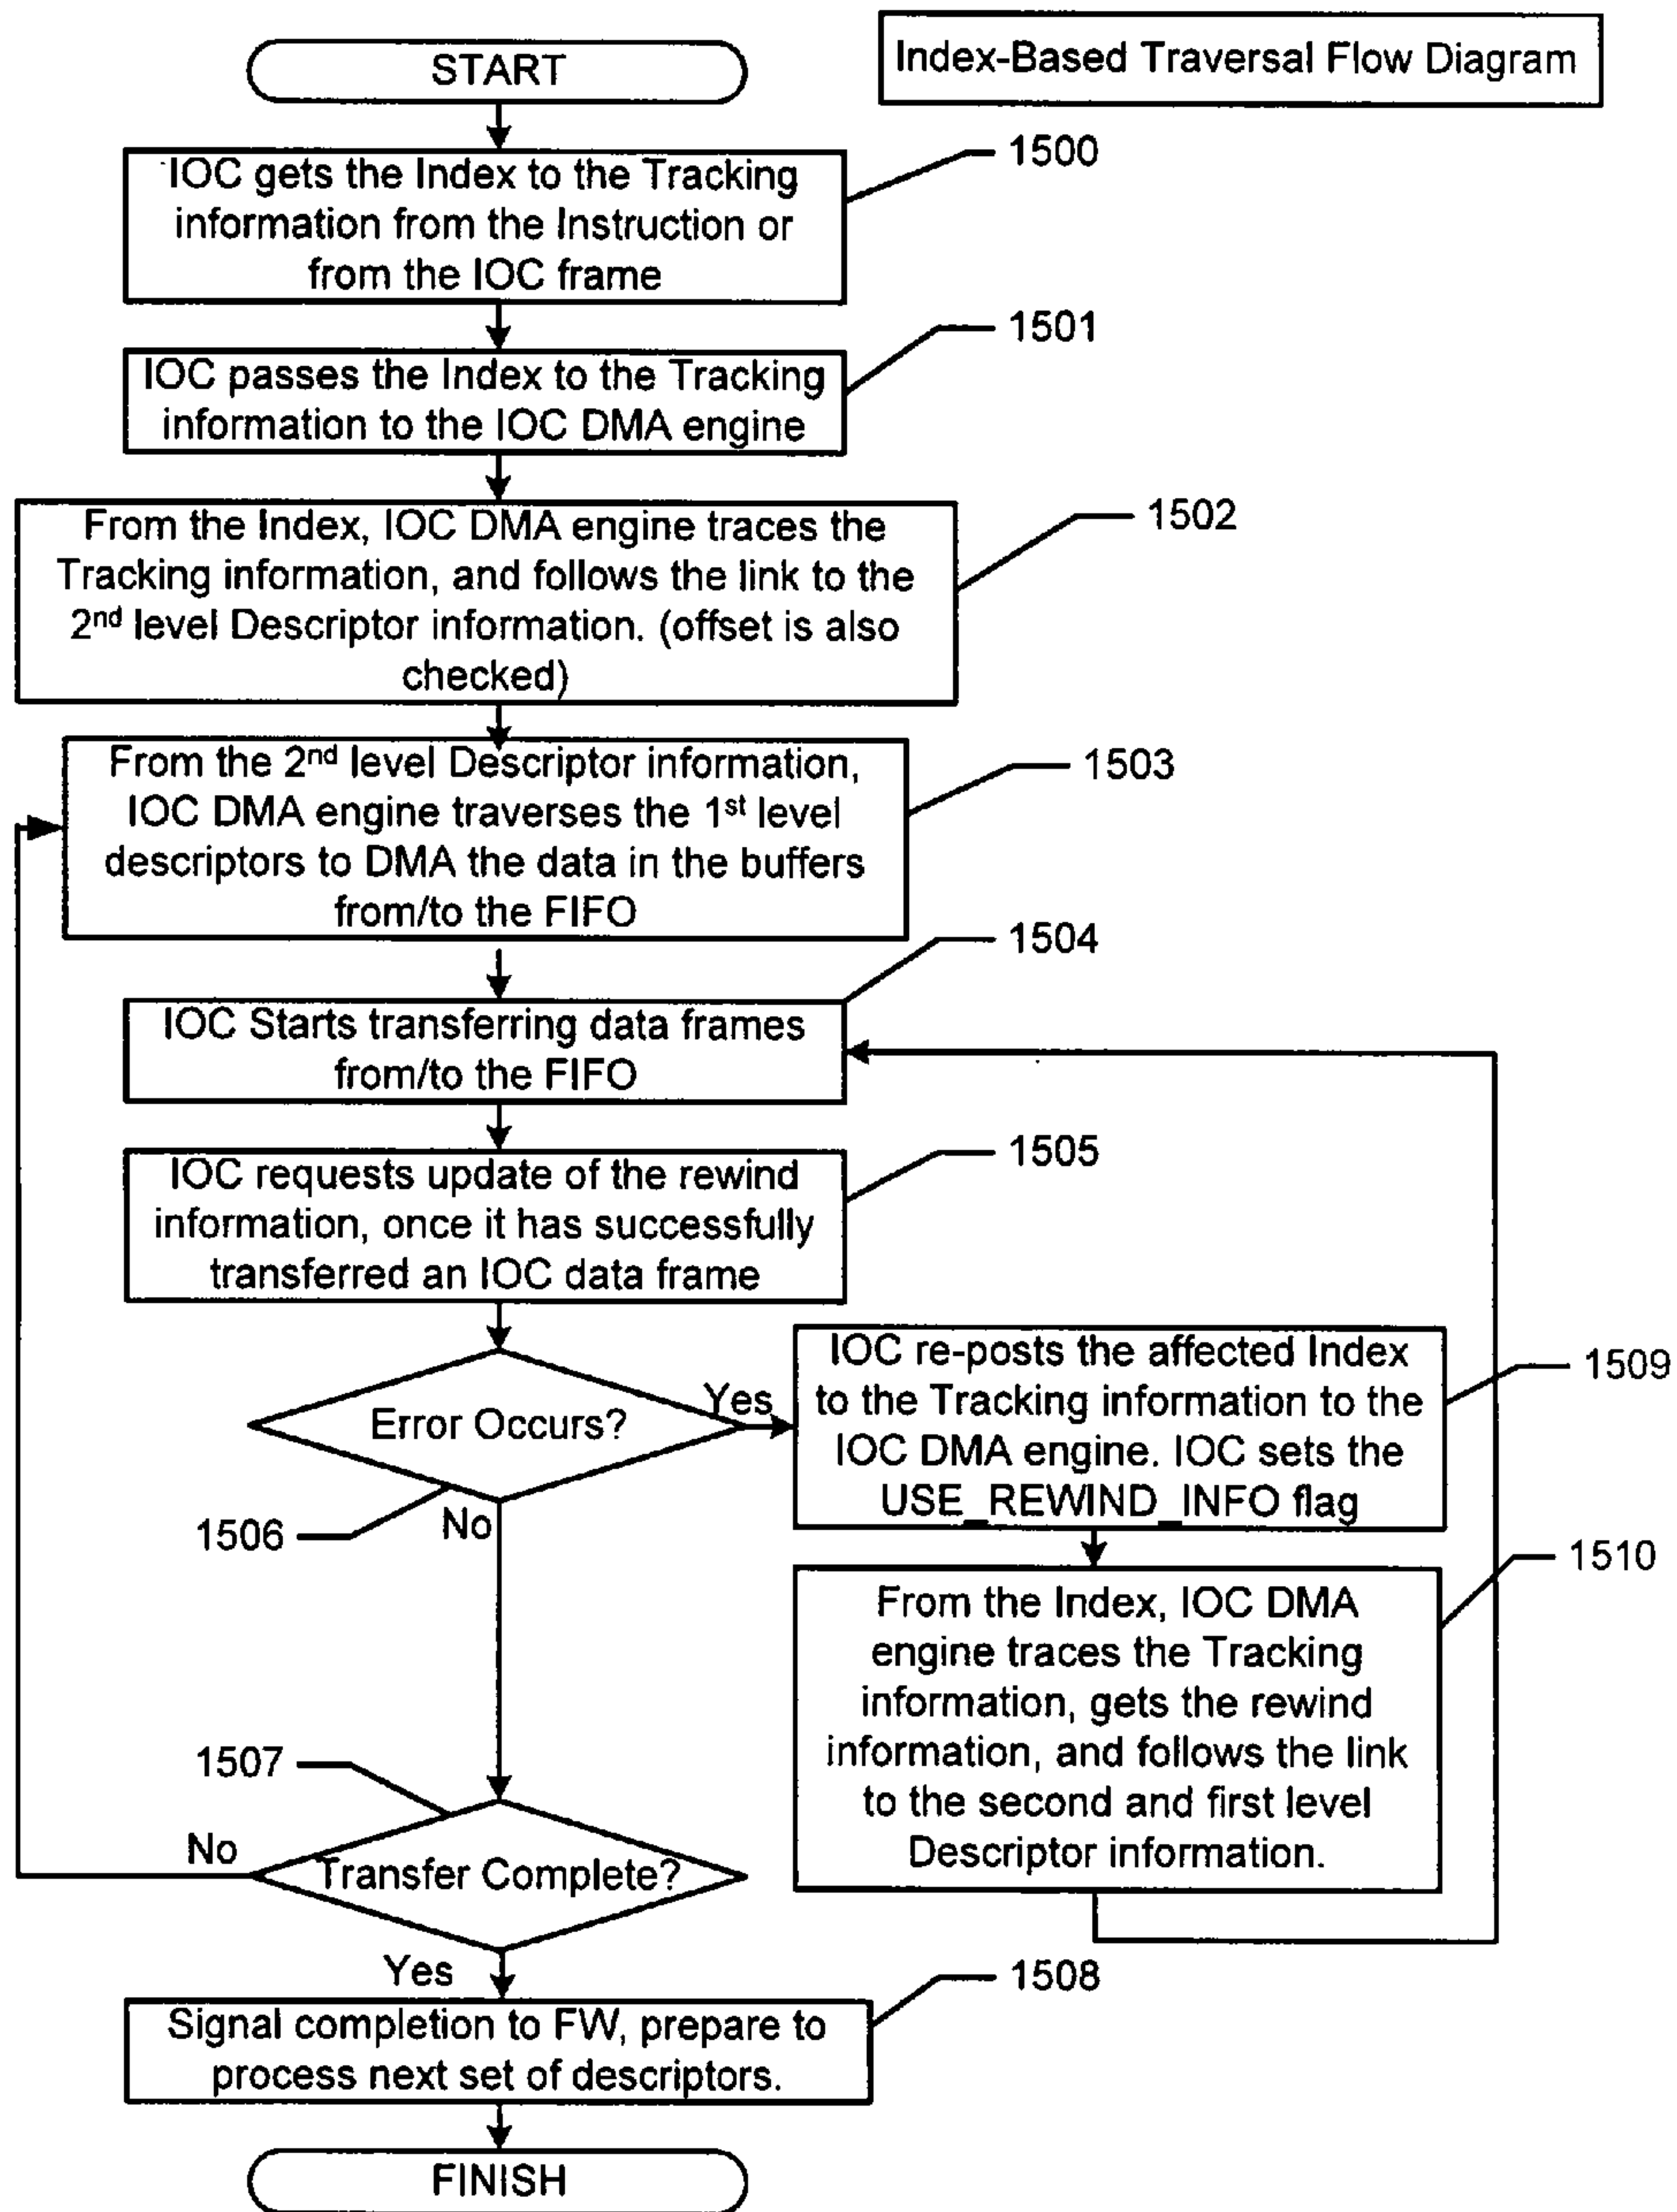 START
Index-Based Traversal Flow Diagram
IOC gets the Index to the Tracking
information from the Instruction or
from the IOC frame
1500
IOC passes the Index to the Tracking
information to the IOC DMA engine
1501
From the Index, IOC DMA engine traces the
Tracking information, and follows the link to the
2nd level Descriptor information. (offset is also
checked)
1502
From the 2nd level Descriptor information,
IOC DMA engine traverses the 1st level
descriptors to DMA the data in the buffers
from/to the FIFO
1503
IOC Starts transferring data frames
from/to the FIFO
1504
IOC requests update of the rewind
information, once it has successfully
transferred an IOC data frame
1505
Error Occurs?
Yes
No
1506
IOC re-posts the affected Index
to the Tracking information to the
IOC DMA engine. IOC sets the
USE_REWIND_INFO flag
1509
From the Index, IOC DMA
engine traces the Tracking
information, gets the rewind
information, and follows the link
to the second and first level
Descriptor information.
1510
1507
No
Transfer Complete?
Yes
Signal completion to FW, prepare to
process next set of descriptors.
1508
FINISH